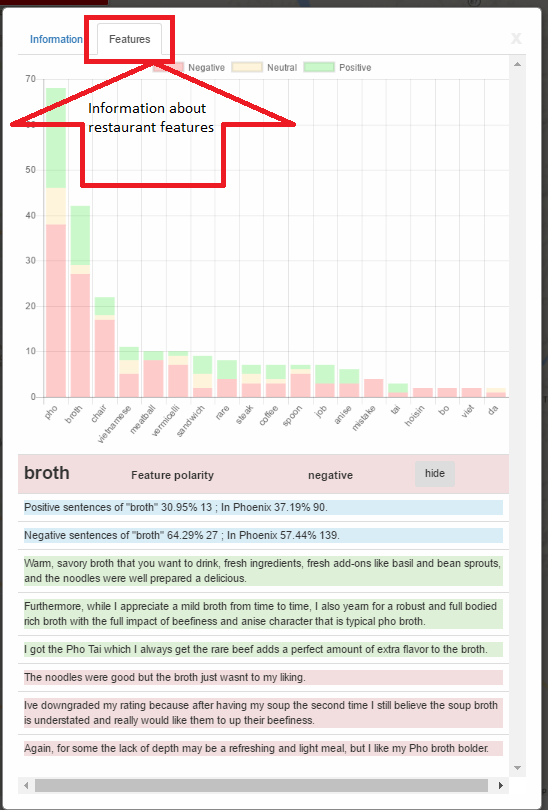 Information
Features
X
Negative Neutral Positive
70
Information about
restaurant features
50
40
30
20
10
0
pho broth chair vietnamese meatball vermicelli sandwich rare steak coffee spoon job anise mistake tai hoisin bo viet da
broth Feature polarity negative hide
Positive sentences of "broth" 30.95% 13 ; In Phoenix 37.19% 90.
Negative sentences of "broth" 64.29% 27 ; In Phoenix 57.44% 139.
Warm, savory broth that you want to drink, fresh ingredients, fresh add-ons like basil and bean sprouts,
and the noodles were well prepared a delicious.
Furthermore, while I appreciate a mild broth from time to time, I also yearn for a robust and full bodied
rich broth with the full impact of beefiness and anise character that is typical pho broth.
I got the Pho Tai which I always get the rare beef adds a perfect amount of extra flavor to the broth.
The noodles were good but the broth just wasnt to my liking.
Ive downgraded my rating because after having my soup the second time I still believe the soup broth
is understated and really would like them to up their beefiness.
Again, for some the lack of depth may be a refreshing and light meal, but I like my Pho broth bolder.